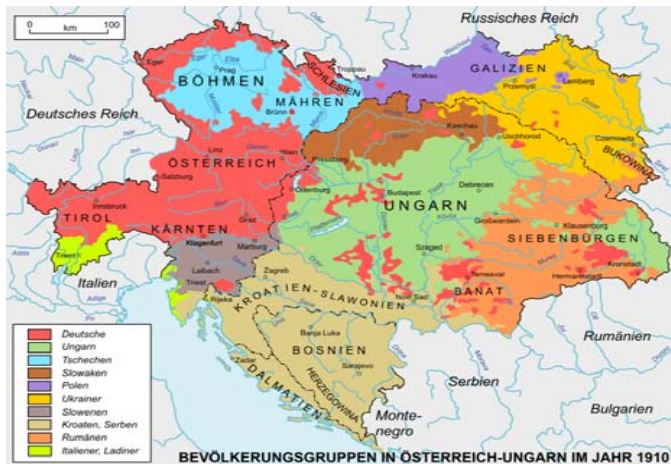 0 100
km
Russisches Reich
Deutsches Reich
Italien
Rumänien
Serbien
Bulgarien
Monte-
negro
BÖHMEN
MÄHREN
SCHLESIEN
GALIZIEN
BUKOWINA
ÖSTERREICH
TIROL
KÄRNTEN
UNGARN
SIEBENBÜRGEN
BANAT
KROATIEN-SLAWONIEN
BOSNIEN
HERZEGOWINA
DALMATIEN
Eger
Prag
Brünn
Troppau
Krakau
Przemysl
Lemberg
Czernowitz
Linz
Wien
Salzburg
Innsbruck
Graz
Klagenfurt
Marburg
Laibach
Triest
Rijeka
Zagreb
Pressburg
Ödenburg
Kaschau
Uschhorod
Budapest
Debrecen
Großwardein
Klausenburg
Szeged
Temesvar
Hermannstadt
Kronstadt
Novi Sad
Banja Luka
Sarajevo
Zadar
Deutsche
Ungarn
Tschechen
Slowaken
Polen
Ukrainer
Slowenen
Kroaten, Serben
Rumänen
Italiener, Ladiner
BEVÖLKERUNGSGRUPPEN IN ÖSTERREICH-UNGARN IM JAHR 1910